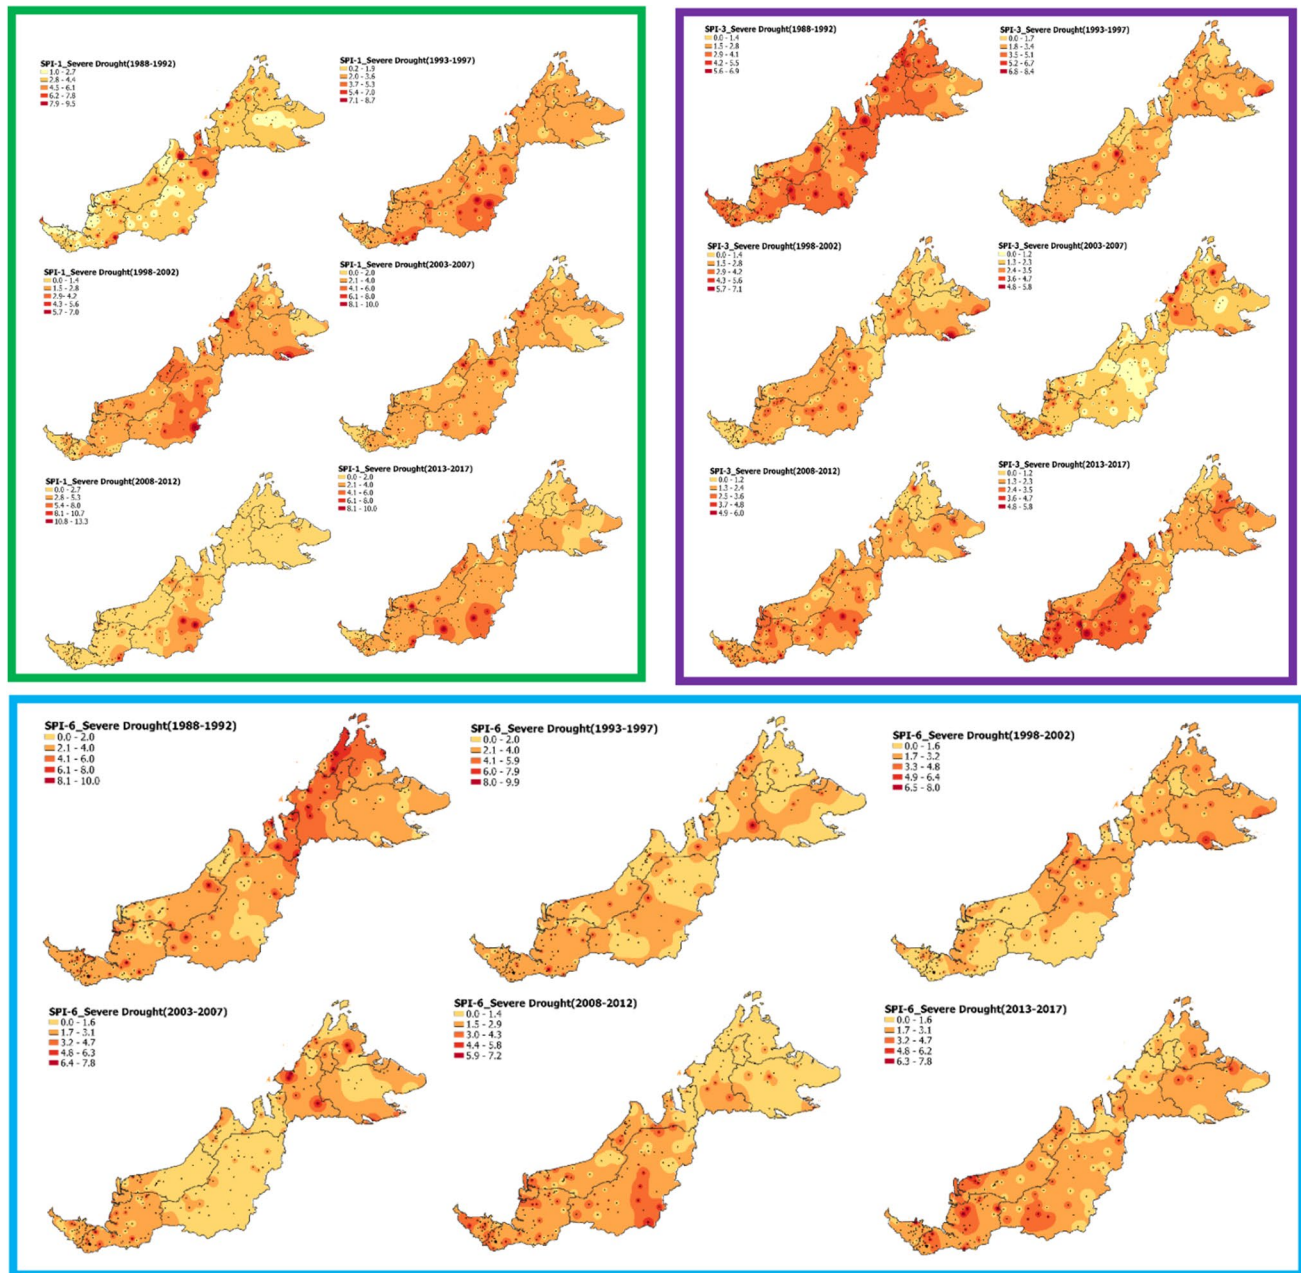 SPI-1_Severe Drought(1988-1992)
1.0 - 2.7
2.8 - 4.4
4.5 - 6.1
6.2 - 7.8
7.9 - 9.5
SPI-1_Severe Drought(1993-1997)
0.2 - 1.9
2.0 - 3.6
3.7 - 5.3
5.4 - 7.0
7.1 - 8.7
SPI-1_Severe Drought(1998-2002)
0.0 - 1.4
1.5 - 2.8
2.9- 4.2
4.3 - 5.6
5.7 - 7.0
SPI-1_Severe Drought(2003-2007)
0.0 - 2.0
2.1 - 4.0
4.1 - 6.0
6.1 - 8.0
8.1 - 10.0
SPI-1_Severe Drought(2008-2012)
0.0 - 2.7
2.8 - 5.3
5.4 - 8.0
8.1 - 10.7
10.8 - 13.3
SPI-1_Severe Drought(2013-2017)
0.0 - 2.0
2.1 - 4.0
4.1 - 6.0
6.1 - 8.0
8.1 - 10.0
SPI-3_Severe Drought(1988-1992)
0.0 - 1.4
1.5 - 2.8
2.9 - 4.1
4.2 - 5.5
5.6 - 6.9
SPI-3_Severe Drought(1993-1997)
0.0 - 1.7
1.8 - 3.4
3.5 - 5.1
5.2 - 6.7
6.8 - 8.4
SPI-3_Severe Drought(1998-2002)
0.0 - 1.4
1.5 - 2.8
2.9 - 4.2
4.3 - 5.6
5.7 - 7.1
SPI-3_Severe Drought(2003-2007)
0.0 - 1.2
1.3 - 2.3
2.4 - 3.5
3.6 - 4.7
4.8 - 5.8
SPI-3_Severe Drought(2008-2012)
0.0 - 1.2
1.3 - 2.4
2.5 - 3.6
3.7 - 4.8
4.9 - 6.0
SPI-3_Severe Drought(2013-2017)
0.0 - 1.2
1.3 - 2.3
2.4 - 3.5
3.6 - 4.7
4.8 - 5.8
SPI-6_Severe Drought(1988-1992)
0.0 - 2.0
2.1 - 4.0
4.1 - 6.0
6.1 - 8.0
8.1 - 10.0
SPI-6_Severe Drought(1993-1997)
0.0 - 2.0
2.1 - 4.0
4.1 - 5.9
6.0 - 7.9
8.0 - 9.9
SPI-6_Severe Drought(1998-2002)
0.0 - 1.6
1.7 - 3.2
3.3 - 4.8
4.9 - 6.4
6.5 - 8.0
SPI-6_Severe Drought(2003-2007)
0.0 - 1.6
1.7 - 3.1
3.2 - 4.7
4.8 - 6.3
6.4 - 7.8
SPI-6_Severe Drought(2008-2012)
0.0 - 1.4
1.5 - 2.9
3.0 - 4.3
4.4 - 5.8
5.9 - 7.2
SPI-6_Severe Drought(2013-2017)
0.0 - 1.6
1.7 - 3.1
3.2 - 4.7
4.8 - 6.2
6.3 - 7.8